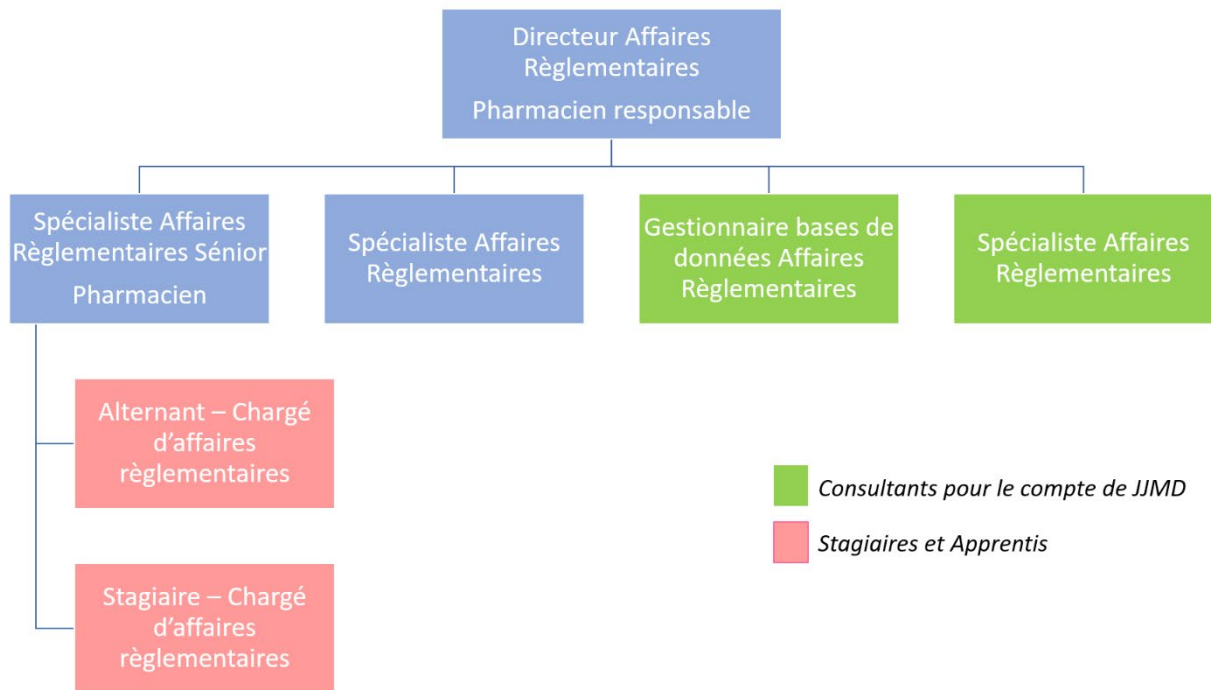 Directeur Affaires
Règlementaires
Pharmacien responsable
Spécialiste Affaires
Règlementaires Sénior
Pharmacien
Spécialiste Affaires
Règlementaires
Gestionnaire bases de
données Affaires
Règlementaires
Spécialiste Affaires
Règlementaires
Alternant – Chargé
d’affaires
règlementaires
Stagiaire – Chargé
d’affaires
règlementaires
Consultants pour le compte de JJMD
Stagiaires et Apprentis